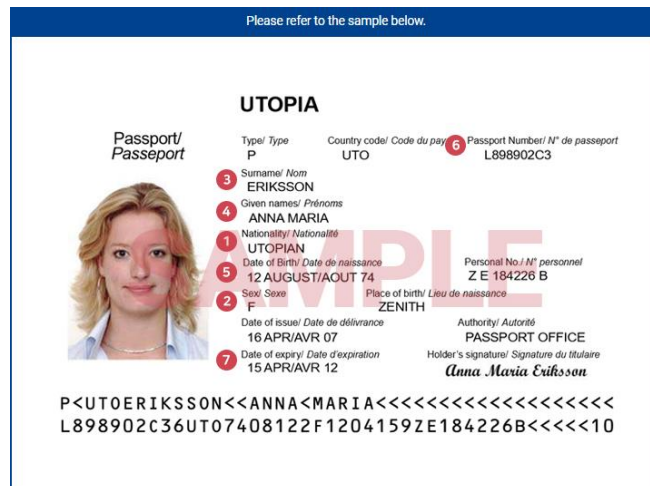 Please refer to the sample below.
UTOPIA
Passport/
Passeport
Type/ Type Country code/ Code du pay 6 Passport Number/ N° de passeport
P UTO L898902C3
3 Surname/ Nom
ERIKSSON
4 Given names/ Prénoms
ANNA MARIA
1 Nationality/ Nationalité
UTOPIAN
5 Date of Birth/ Date de naissance Personal No./ N° personnel
12 AUGUST/AOUT 74 Z E 184226 B
SAMPLE
2 Sex/ Sexe Place of birth/ Lieu de naissance
F ZENITH
Date of issue/ Date de délivrance Authority/ Autorité
16 APR/AVR 07 PASSPORT OFFICE
7 Date of expiry/ Date d'expiration Holder's signature/ Signature du titulaire
15 APR/AVR 12 Anna Maria Eriksson
P<UTOERIKSSON<<ANNA<MARIA<<<<<<<<<<<<<<<<<<<
L898902C36UTO7408122F1204159ZE184226B<<<<<10